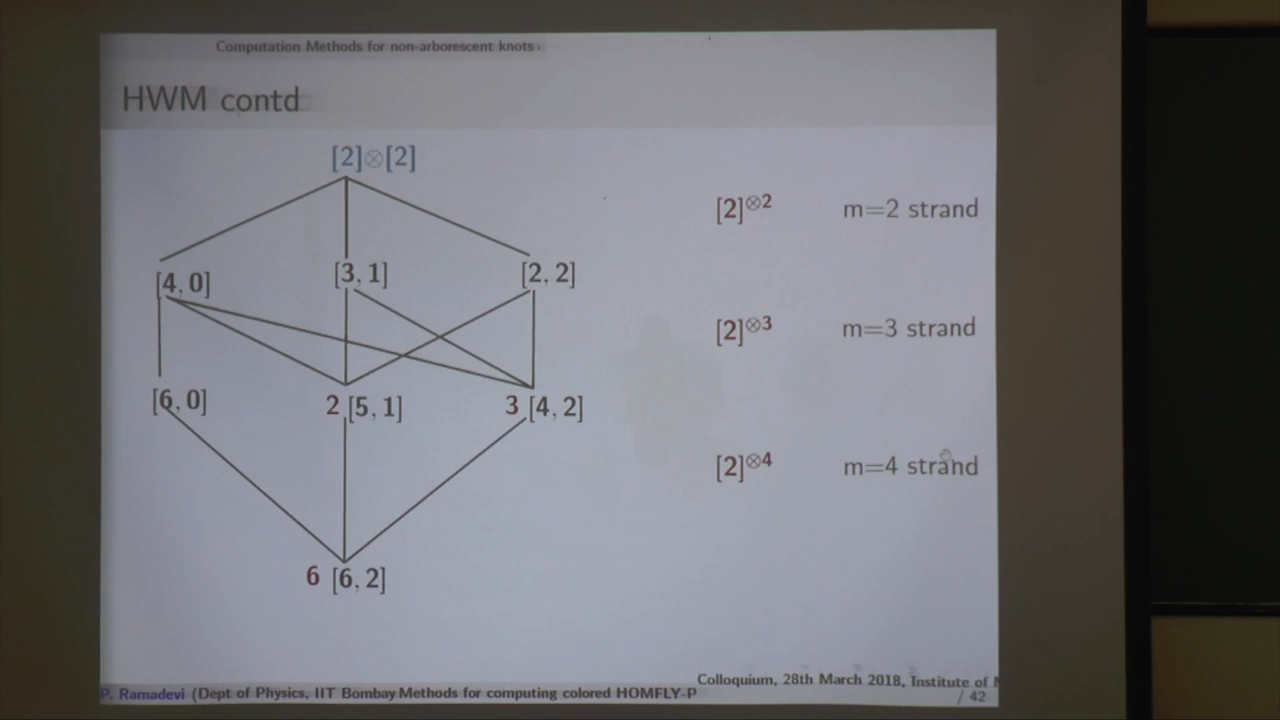 Computation Methods for non-arborescent knots
HWM contd
[2]⊗[2]
[2]⊗2 m=2 strand
[4, 0] [3, 1] [2, 2]
[2]⊗3 m=3 strand
[6, 0] 2 [5, 1] 3 [4, 2]
[2]⊗4 m=4 strand
6 [6, 2]
P. Ramadevi (Dept of Physics, IIT Bombay Methods for computing colored HOMFLY-P
Colloquium, 28th March 2018, Institute of
/ 42